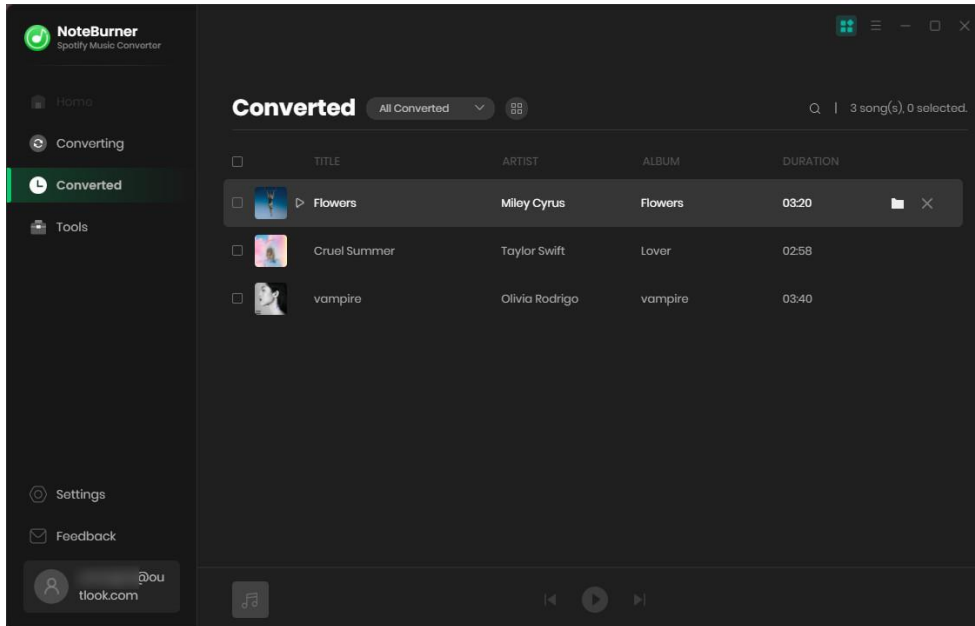 NoteBurner
Spotify Music Converter
Home
Converting
Converted
Tools
Settings
Feedback
@ou
tlook.com
Converted
All Converted
3 song(s), 0 selected.
TITLE ARTIST ALBUM DURATION
Flowers Miley Cyrus Flowers 03:20
Cruel Summer Taylor Swift Lover 02:58
vampire Olivia Rodrigo vampire 03:40